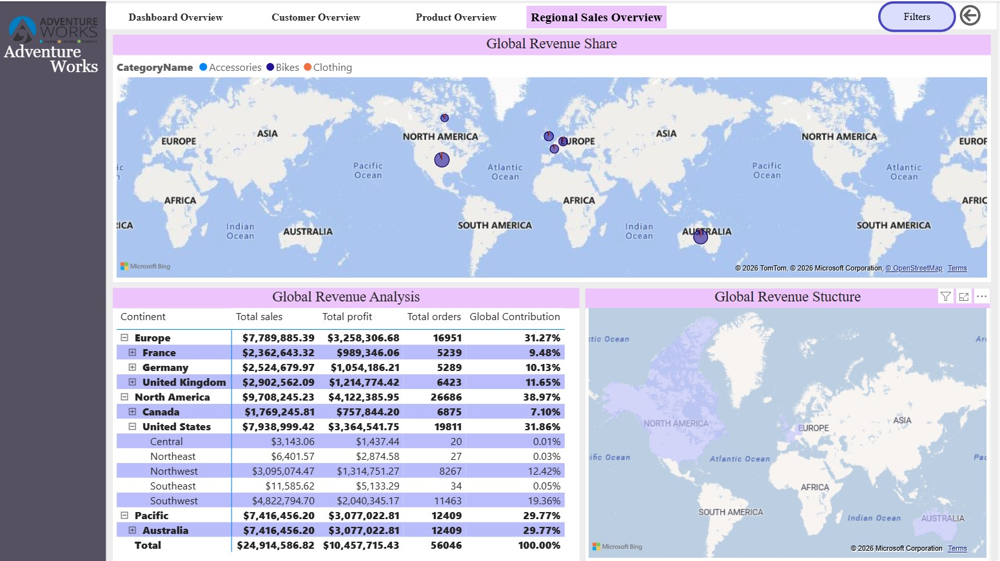 Dashboard Overview Customer Overview Product Overview Regional Sales Overview Filters
ADVENTURE
WORKS
Adventure
Works
Global Revenue Share
CategoryName Accessories Bikes Clothing
EUROPE ASIA NORTH AMERICA EUROPE ASIA NORTH AMERICA EUROP
ic
n
Pacific
Ocean
Atlantic
Ocean
Pacific
Ocean
Atlantic
Ocean
AFRICA AFRICA AFRIC
RICA
Indian
Ocean
AUSTRALIA SOUTH AMERICA
Indian
Ocean
AUSTRALIA SOUTH AMERICA
Microsoft Bing
© 2026 TomTom, © 2026 Microsoft Corporation, © OpenStreetMap Terms
Global Revenue Analysis
Continent Total sales Total profit Total orders Global Contribution
Europe $7,789,885.39 $3,258,306.68 16951 31.27%
France $2,362,643.32 $989,346.06 5239 9.48%
Germany $2,524,679.97 $1,054,186.21 5289 10.13%
United Kingdom $2,902,562.09 $1,214,774.42 6423 11.65%
North America $9,708,245.23 $4,122,385.95 26686 38.97%
Canada $1,769,245.81 $757,844.20 6875 7.10%
United States $7,938,999.42 $3,364,541.75 19811 31.86%
Central $3,143.06 $1,437.44 20 0.01%
Northeast $6,401.57 $2,874.58 27 0.03%
Northwest $3,095,074.47 $1,314,751.27 8267 12.42%
Southeast $11,585.62 $5,133.29 34 0.05%
Southwest $4,822,794.70 $2,040,345.17 11463 19.36%
Pacific $7,416,456.20 $3,077,022.81 12409 29.77%
Australia $7,416,456.20 $3,077,022.81 12409 29.77%
Total $24,914,586.82 $10,457,715.43 56046 100.00%
Global Revenue Stucture
ctic Ocean Arc
ASIA
NORTH AMERICA EUROPE
ific Ocean Atlantic Ocean Pac
AFRICA
SOUTH AMERICA Indian Ocean AUSTRALIA
Microsoft Bing
© 2026 Microsoft Corporation Terms